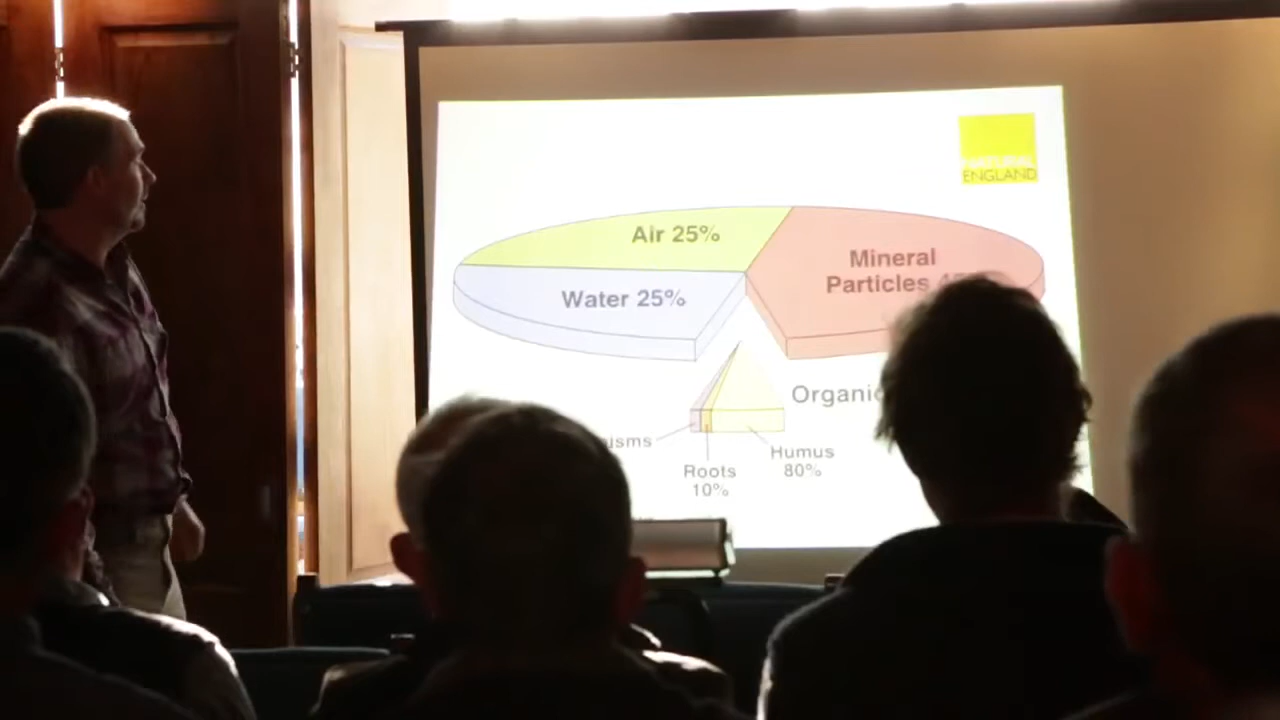 NATURAL
ENGLAND
Air 25%
Mineral
Particles
Water 25%
Organic
Roots
10%
Humus
80%